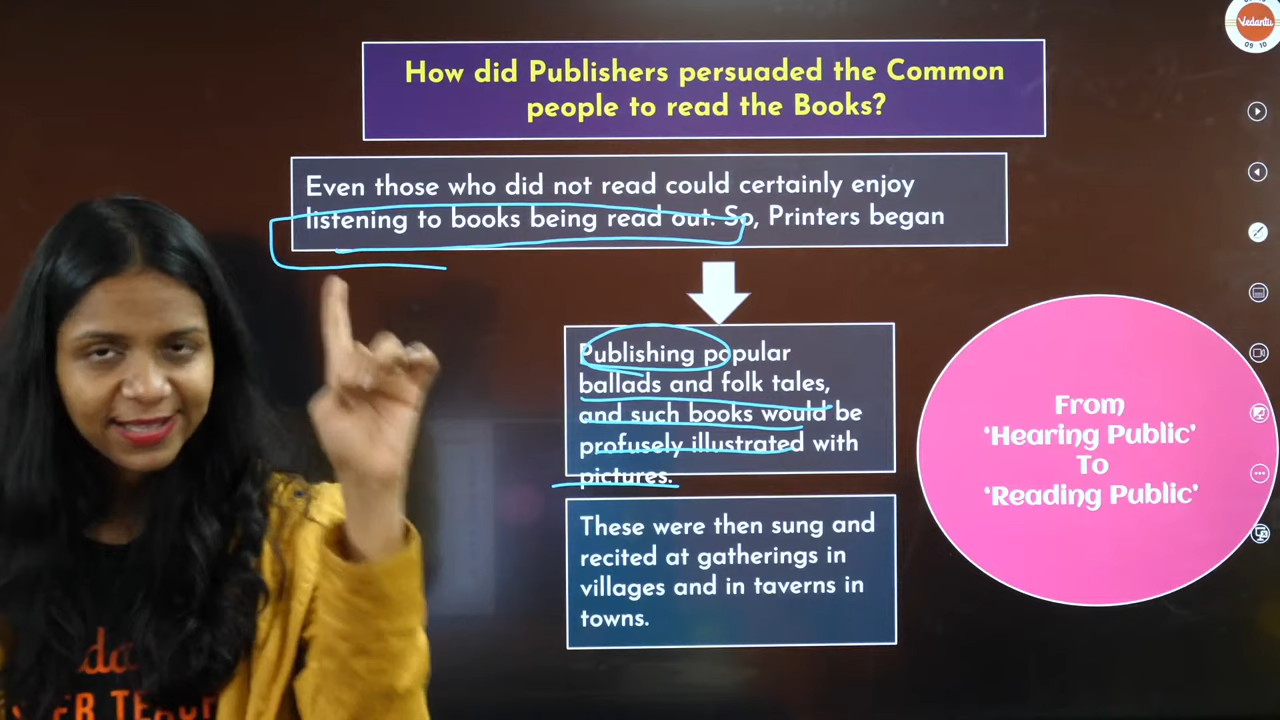 Vedantu
09 10
How did Publishers persuaded the Common
people to read the Books?
Even those who did not read could certainly enjoy
listening to books being read out. So, Printers began
Publishing popular
ballads and folk tales,
and such books would be
profusely illustrated with
pictures.
These were then sung and
recited at gatherings in
villages and in taverns in
towns.
From
‘Hearing Public’
To
‘Reading Public’